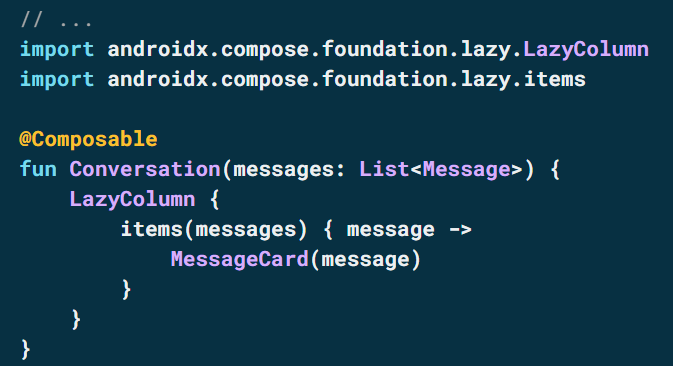 // ...
import androidx.compose.foundation.lazy.LazyColumn
import androidx.compose.foundation.lazy.items

@Composable
fun Conversation(messages: List<Message>) {
    LazyColumn {
        items(messages) { message ->
            MessageCard(message)
        }
    }
}